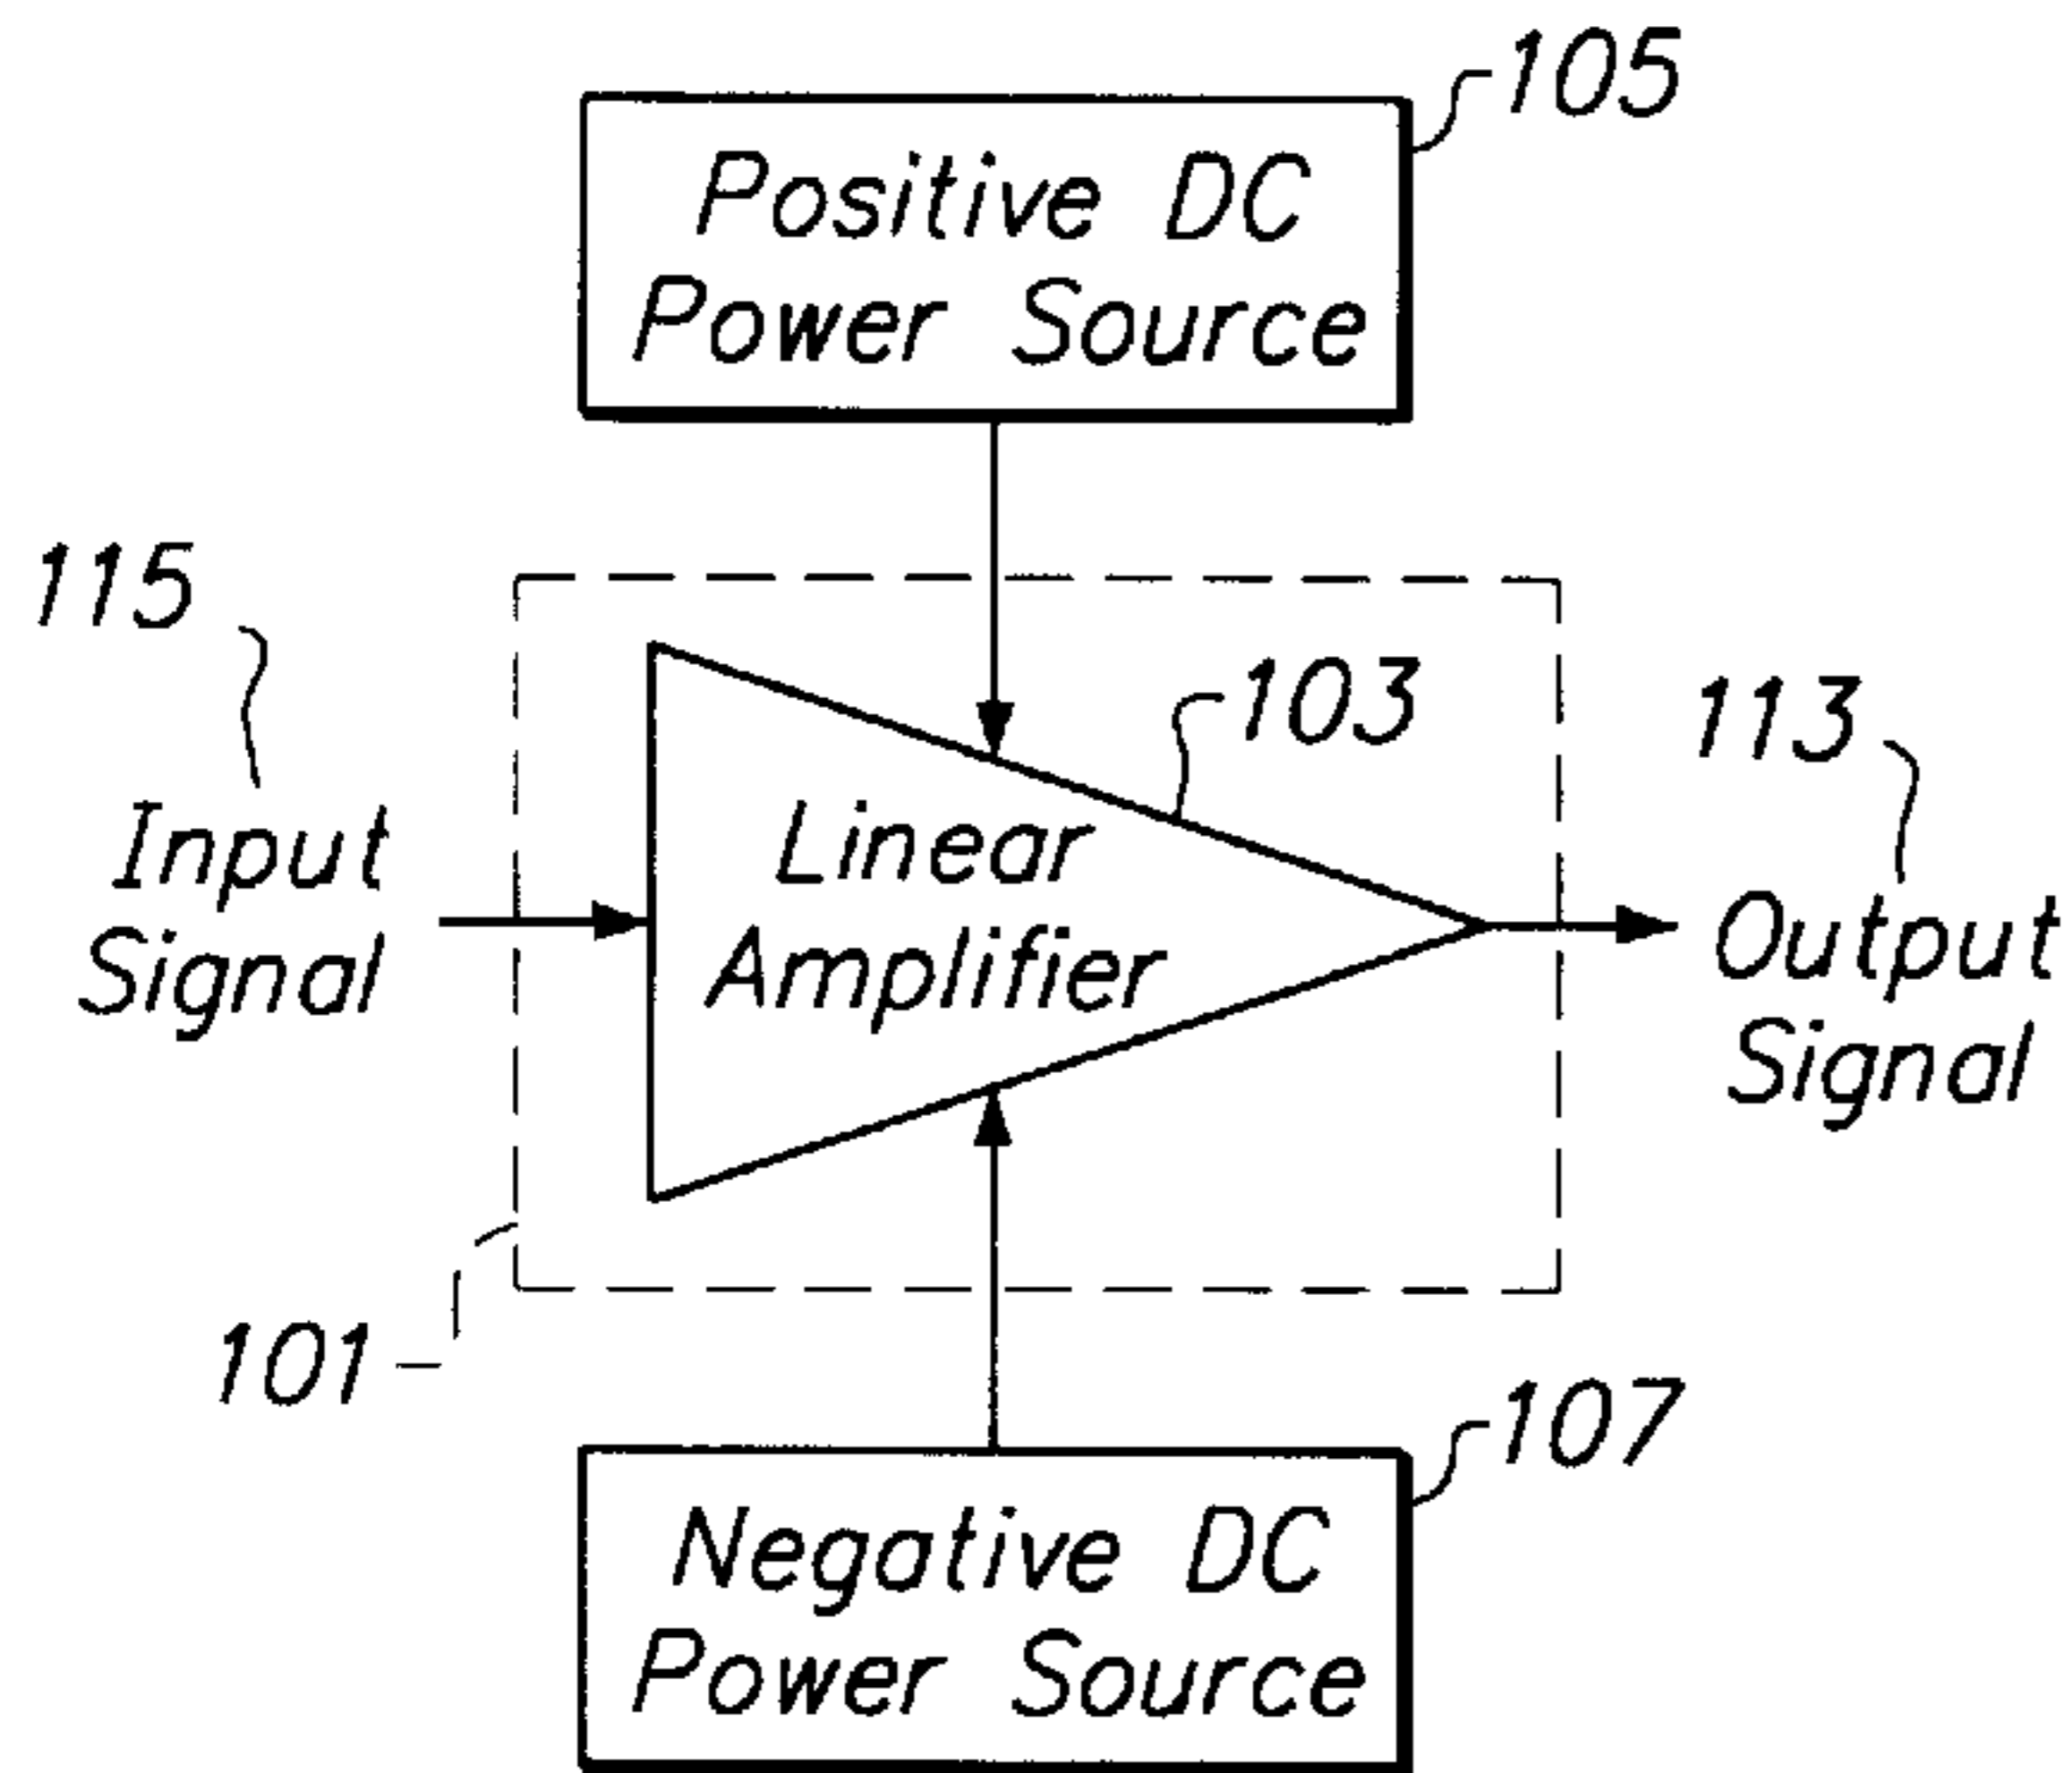 105
Positive DC
Power Source
115
103
113
Input
Signal
Linear
Amplifier
Output
Signal
101
107
Negative DC
Power Source